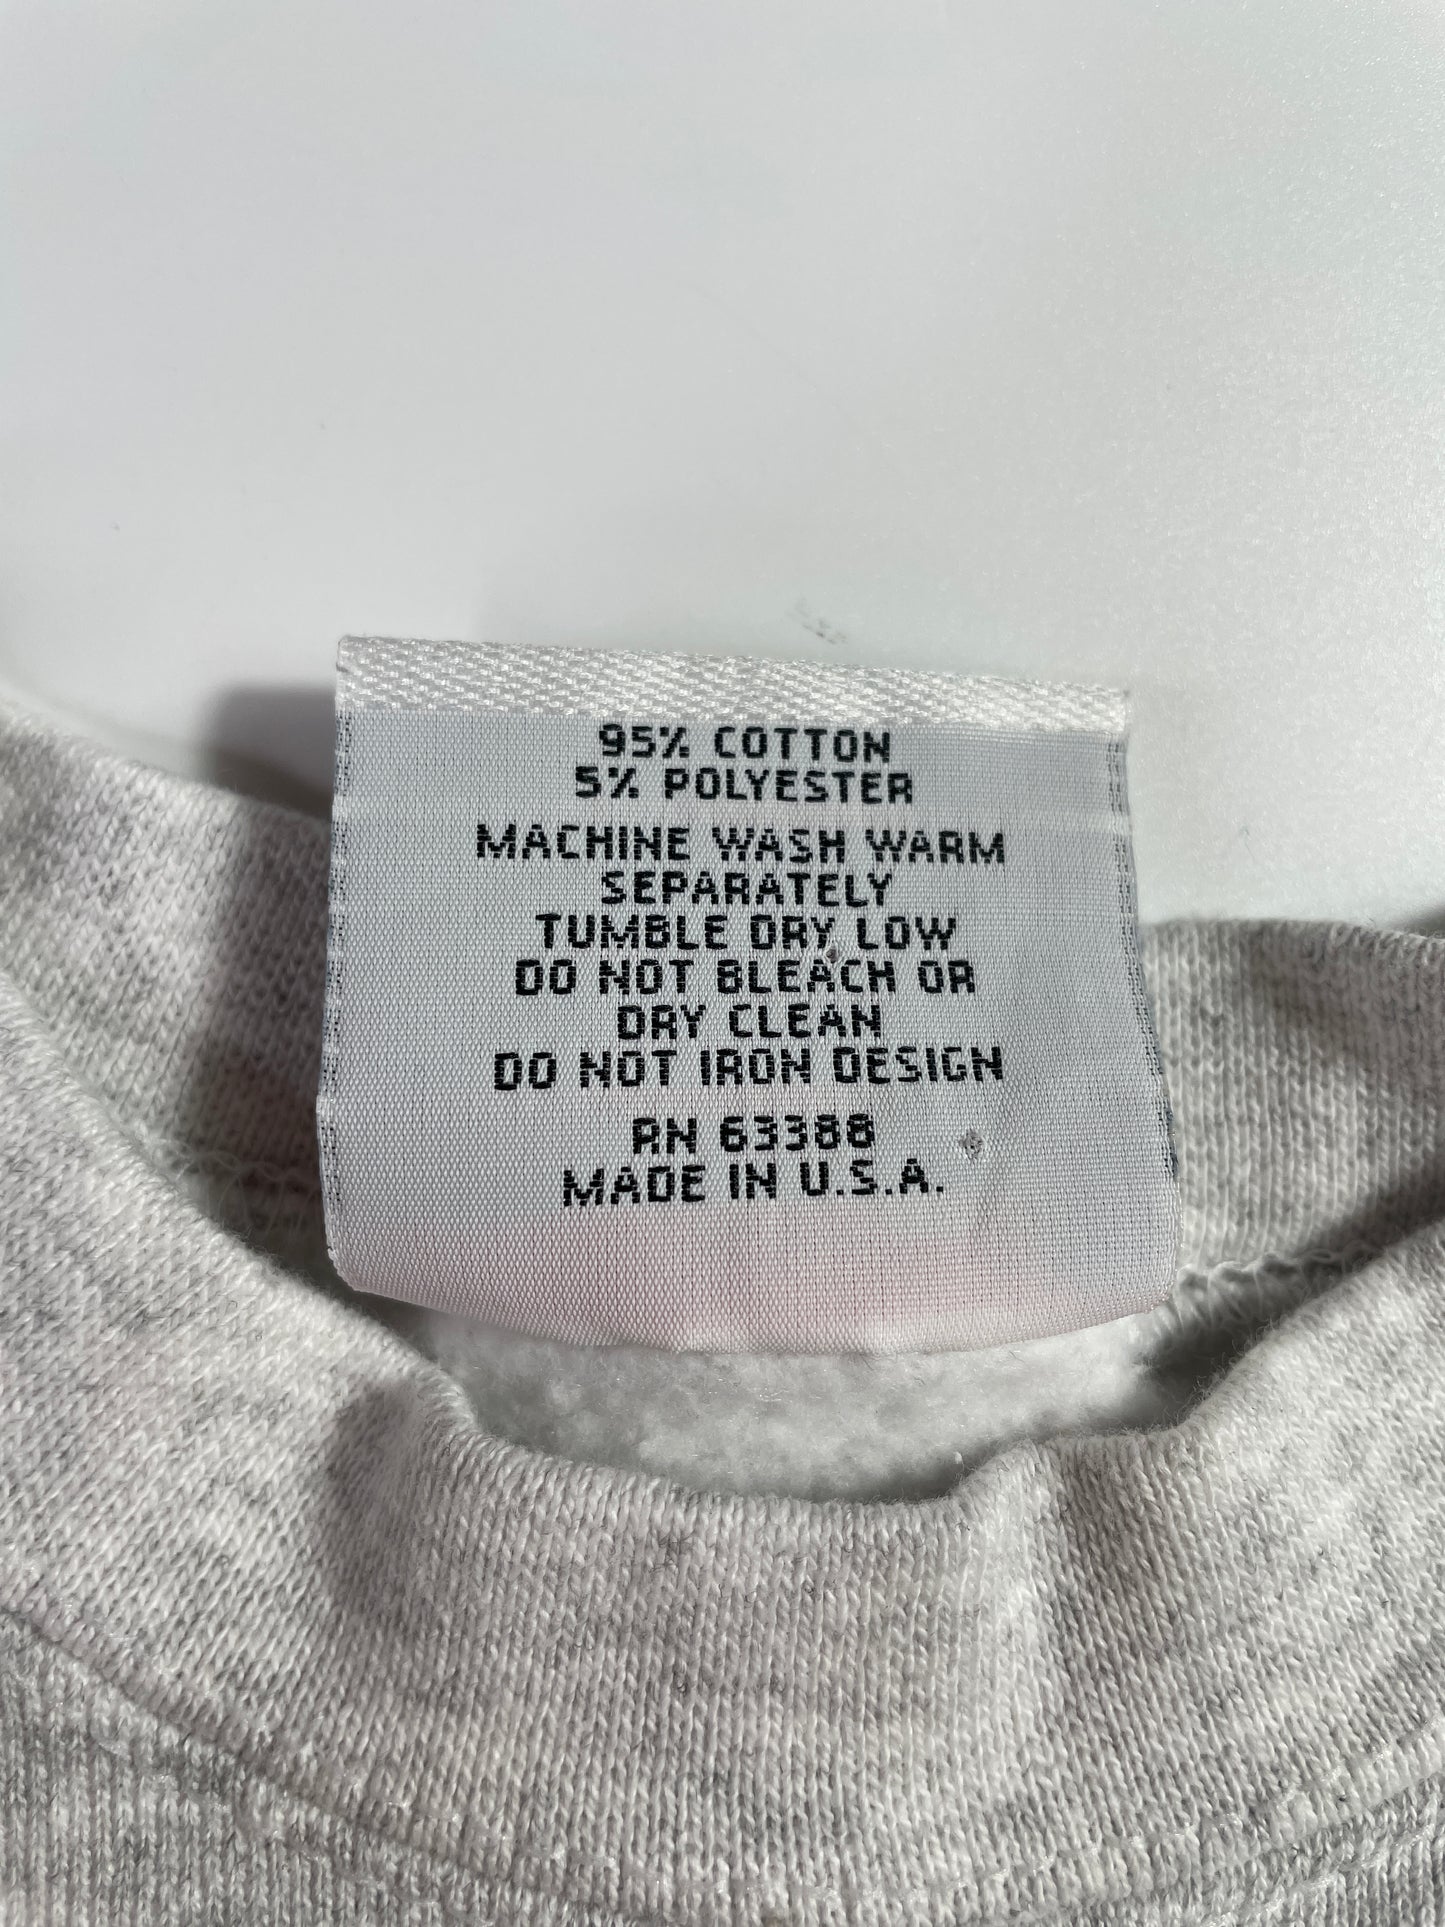 95% COTTON
5% POLYESTER
MACHINE WASH WARM
SEPARATELY
TUMBLE DRY LOW
DO NOT BLEACH OR
DRY CLEAN
DO NOT IRON DESIGN
RN 63388
MADE IN U.S.A.